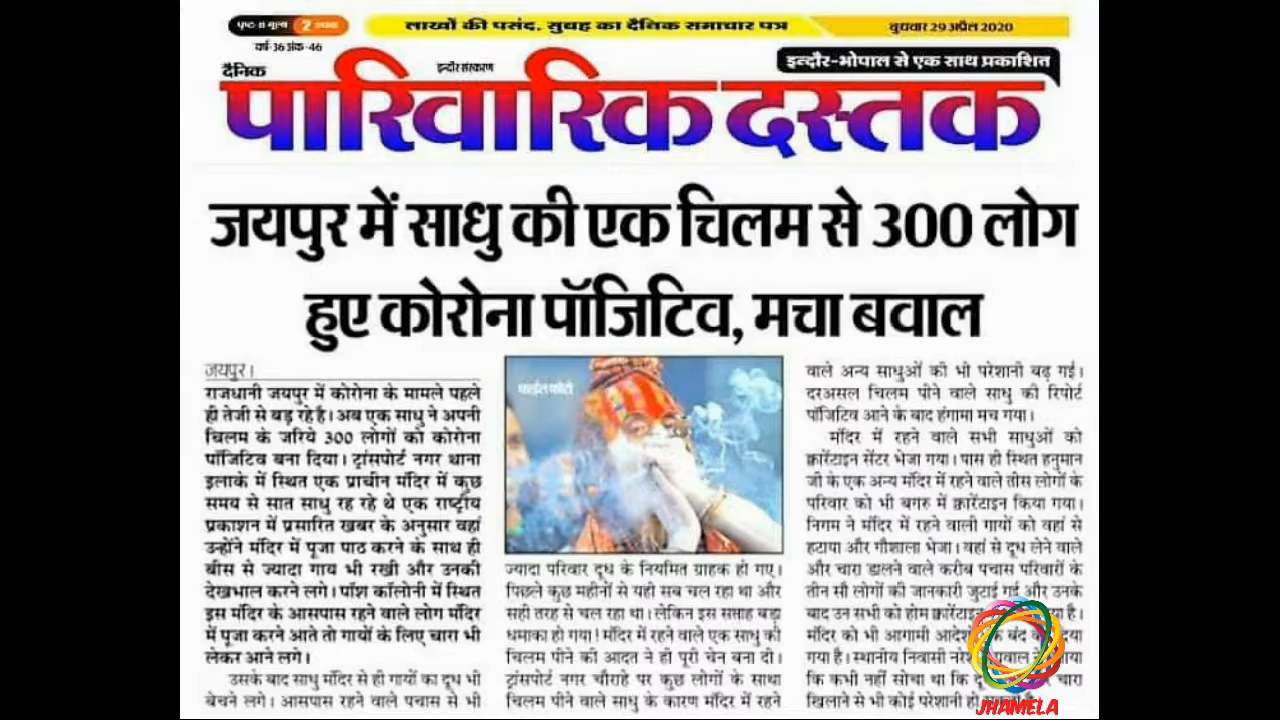 पृष्ठ-8 मूल्य 2 रुपया
लाखों की पसंद, सुबह का दैनिक समाचार पत्र
बुधवार 29 अप्रैल 2020
वर्ष-36 अंक-46
दैनिक
इन्दौर संस्करण
इन्दौर-भोपाल से एक साथ प्रकाशित
पारिवारिक दस्तक
जयपुर में साधु की एक चिलम से 300 लोग
हुए कोरोना पॉजिटिव, मचा बवाल
जयपुर।
राजधानी जयपुर में कोरोना के मामले पहले
ही तेजी से बड़ रहे है। अब एक साधु ने अपनी
चिलम के जरिये 300 लोगों को कोरोना
पॉजिटिव बना दिया। ट्रांसपोर्ट नगर थाना
इलाके में स्थित एक प्राचीन मंदिर में कुछ
समय से सात साधु रह रहे थे एक राष्ट्रीय
प्रकाशन में प्रसारित खबर के अनुसार वहां
उन्होंने मंदिर में पूजा पाठ करने के साथ ही
बीस से ज्यादा गाय भी रखी और उनकी
देखभाल करने लगे। पॉश कॉलोनी में स्थित
इस मंदिर के आसपास रहने वाले लोग मंदिर
में पूजा करने आते तो गायों के लिए चारा भी
लेकर आने लगे।
उसके बाद साधु मंदिर से ही गायों का दूध भी
बेचने लगे। आसपास रहने वाले पचास से भी
फाईल फोटो
ज्यादा परिवार दूध के नियमित ग्राहक हो गए।
पिछले कुछ महीनों से यही सब चल रहा था और
सही तरह से चल रहा था। लेकिन इस सप्ताह बड़ा
धमाका हो गया! मंदिर में रहने वाले एक साधु की
चिलम पीने की आदत ने ही पूरी चेन बना दी।
ट्रांसपोर्ट नगर चौराहे पर कुछ लोगों के साथा
चिलम पीने वाले साधु के कारण मंदिर में रहने
वाले अन्य साधुओं की भी परेशानी बढ़ गई।
दरअसल चिलम पीने वाले साधु की रिपोर्ट
पॉजिटिव आने के बाद हंगामा मच गया।
मंदिर में रहने वाले सभी साधुओं को
क्वारेंटाइन सेंटर भेजा गया। पास ही स्थित हनुमान
जी के एक अन्य मंदिर में रहने वाले तीस लोगों के
परिवार को भी बगरु में क्वारेंटाइन किया गया।
निगम ने मंदिर में रहने वाली गायों को वहां से
हटाया और गौशाला भेजा। वहां से दूध लेने वाले
और चारा डालने वाले करीब पचास परिवारों के
तीन सौ लोगों की जानकारी जुटाई गई और उनके
बाद उन सभी को होम क्वारेंटाइन है।
मंदिर को भी आगामी बंद
गया है। स्थानीय निवासी
कि कभी नहीं सोचा था कि चारा
खिलाने से भी कोई परेशानी
JHAMELA